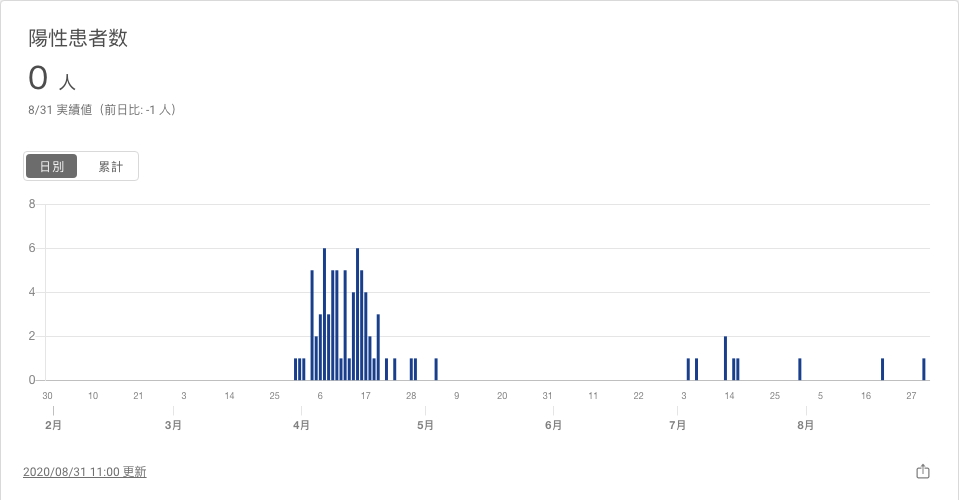 陽性患者数
0 人
8/31 実績値（前日比: -1 人）
日別 累計
8
6
4
2
0
30 10 21 3 14 25 6 17 28 9 20 31 11 22 3 14 25 5 16 27
2月 3月 4月 5月 6月 7月 8月
2020/08/31 11:00 更新